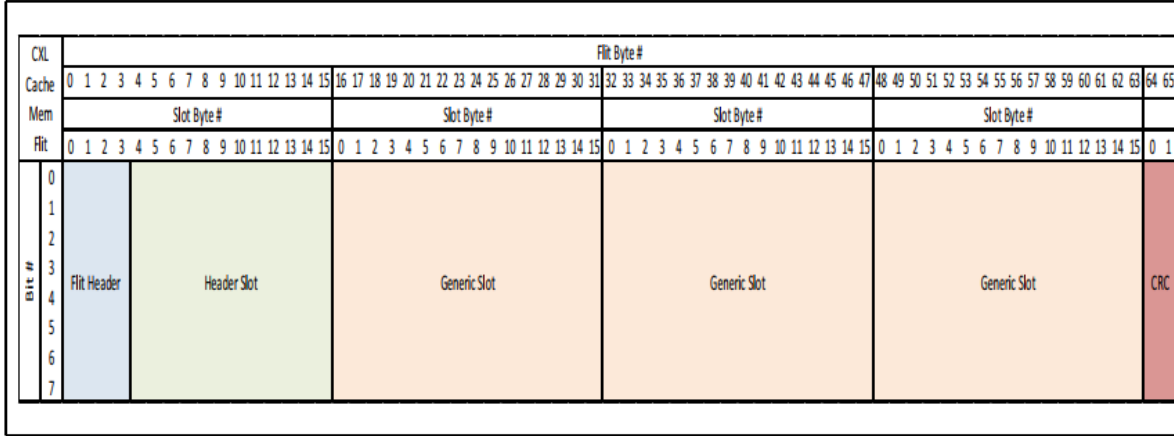 CXL Cache Mem Flit
Flit Byte #
0 1 2 3 4 5 6 7 8 9 10 11 12 13 14 15 16 17 18 19 20 21 22 23 24 25 26 27 28 29 30 31 32 33 34 35 36 37 38 39 40 41 42 43 44 45 46 47 48 49 50 51 52 53 54 55 56 57 58 59 60 61 62 63 64 65
Slot Byte # Slot Byte # Slot Byte # Slot Byte #
0 1 2 3 4 5 6 7 8 9 10 11 12 13 14 15 0 1 2 3 4 5 6 7 8 9 10 11 12 13 14 15 0 1 2 3 4 5 6 7 8 9 10 11 12 13 14 15 0 1 2 3 4 5 6 7 8 9 10 11 12 13 14 15 0 1
Bit #
0
1
2
3
4
5
6
7
Flit Header Header Slot Generic Slot Generic Slot Generic Slot CRC